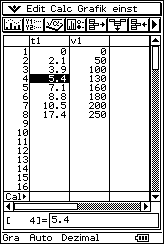 Edit Calc Grafik einst
t1 v1
1 0 0
2 2.1 50
3 3.9 100
4 5.4 130
5 7.1 160
6 8.8 180
7 10.5 200
8 17.4 250
9
10
11
12
13
14
15
16
Cal▶
[ 4]= 5.4
Gra Auto Dezimal